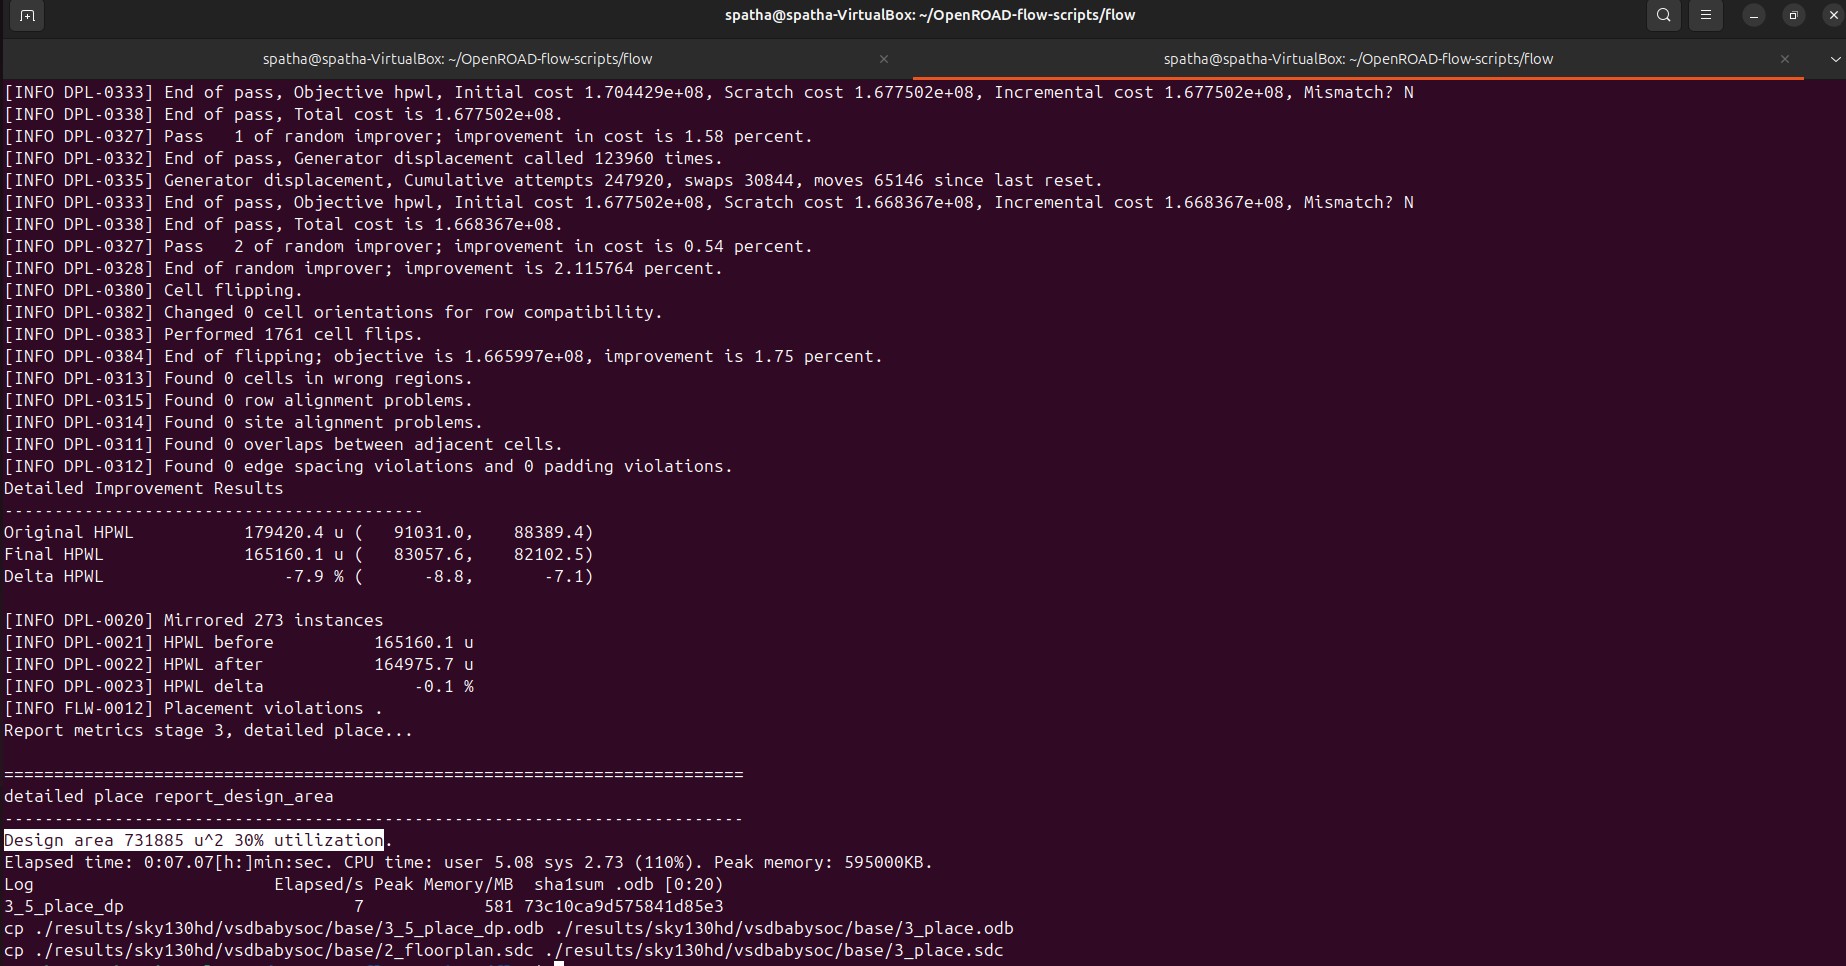 spatha@spatha-VirtualBox: ~/OpenROAD-flow-scripts/flow
spatha@spatha-VirtualBox: ~/OpenROAD-flow-scripts/flow
spatha@spatha-VirtualBox: ~/OpenROAD-flow-scripts/flow
[INFO DPL-0333] End of pass, Objective hpwl, Initial cost 1.704429e+08, Scratch cost 1.677502e+08, Incremental cost 1.677502e+08, Mismatch? N
[INFO DPL-0338] End of pass, Total cost is 1.677502e+08.
[INFO DPL-0327] Pass   1 of random improver; improvement in cost is 1.58 percent.
[INFO DPL-0332] End of pass, Generator displacement called 123960 times.
[INFO DPL-0335] Generator displacement, Cumulative attempts 247920, swaps 30844, moves 65146 since last reset.
[INFO DPL-0333] End of pass, Objective hpwl, Initial cost 1.677502e+08, Scratch cost 1.668367e+08, Incremental cost 1.668367e+08, Mismatch? N
[INFO DPL-0338] End of pass, Total cost is 1.668367e+08.
[INFO DPL-0327] Pass   2 of random improver; improvement in cost is 0.54 percent.
[INFO DPL-0328] End of random improver; improvement is 2.115764 percent.
[INFO DPL-0380] Cell flipping.
[INFO DPL-0382] Changed 0 cell orientations for row compatibility.
[INFO DPL-0383] Performed 1761 cell flips.
[INFO DPL-0384] End of flipping; objective is 1.665997e+08, improvement is 1.75 percent.
[INFO DPL-0313] Found 0 cells in wrong regions.
[INFO DPL-0315] Found 0 row alignment problems.
[INFO DPL-0314] Found 0 site alignment problems.
[INFO DPL-0311] Found 0 overlaps between adjacent cells.
[INFO DPL-0312] Found 0 edge spacing violations and 0 padding violations.
Detailed Improvement Results
------------------------------------------
Original HPWL           179420.4 u (   91031.0,    88389.4)
Final HPWL              165160.1 u (   83057.6,    82102.5)
Delta HPWL                  -7.9 % (      -8.8,       -7.1)
[INFO DPL-0020] Mirrored 273 instances
[INFO DPL-0021] HPWL before          165160.1 u
[INFO DPL-0022] HPWL after           164975.7 u
[INFO DPL-0023] HPWL delta               -0.1 %
[INFO FLW-0012] Placement violations .
Report metrics stage 3, detailed place...
==========================================================================
detailed place report_design_area
--------------------------------------------------------------------------
Design area 731885 u^2 30% utilization.
Elapsed time: 0:07.07[h:]min:sec. CPU time: user 5.08 sys 2.73 (110%). Peak memory: 595000KB.
Log                        Elapsed/s Peak Memory/MB  sha1sum .odb [0:20)
3_5_place_dp                       7            581 73c10ca9d575841d85e3
cp ./results/sky130hd/vsdbabysoc/base/3_5_place_dp.odb ./results/sky130hd/vsdbabysoc/base/3_place.odb
cp ./results/sky130hd/vsdbabysoc/base/2_floorplan.sdc ./results/sky130hd/vsdbabysoc/base/3_place.sdc